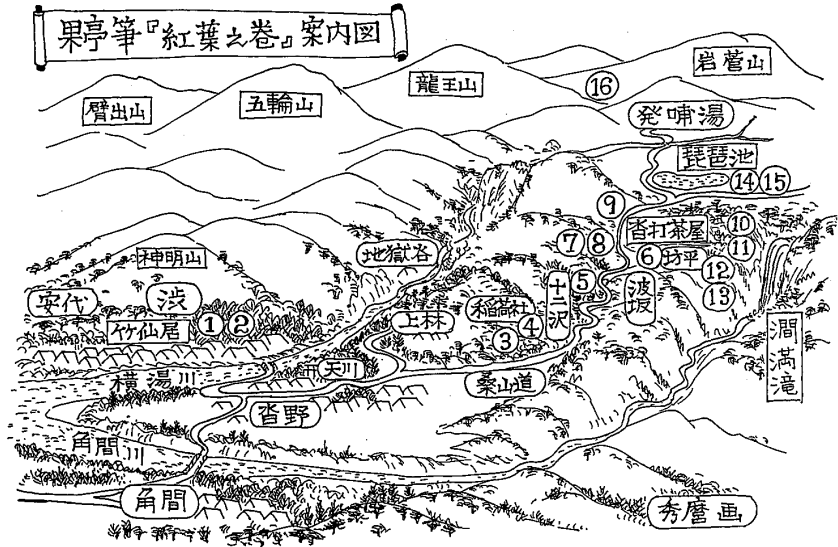 果亭筆『紅葉之巻』案内図
岩菅山
龍王山
⑯
五輪山
臂出山
発哺湯
琵琶池
⑭ ⑮
⑨
沓打茶屋
⑩
⑦ ⑧
⑥ 坊平
⑪
地獄谷
神明山
⑫
⑤
波坂
⑬
十二沢
安代
渋
稲荷社
竹仙居
① ②
上林
④
③
澗満滝
天川
横湯川
桑山道
沓野
角間川
角間
秀麿画